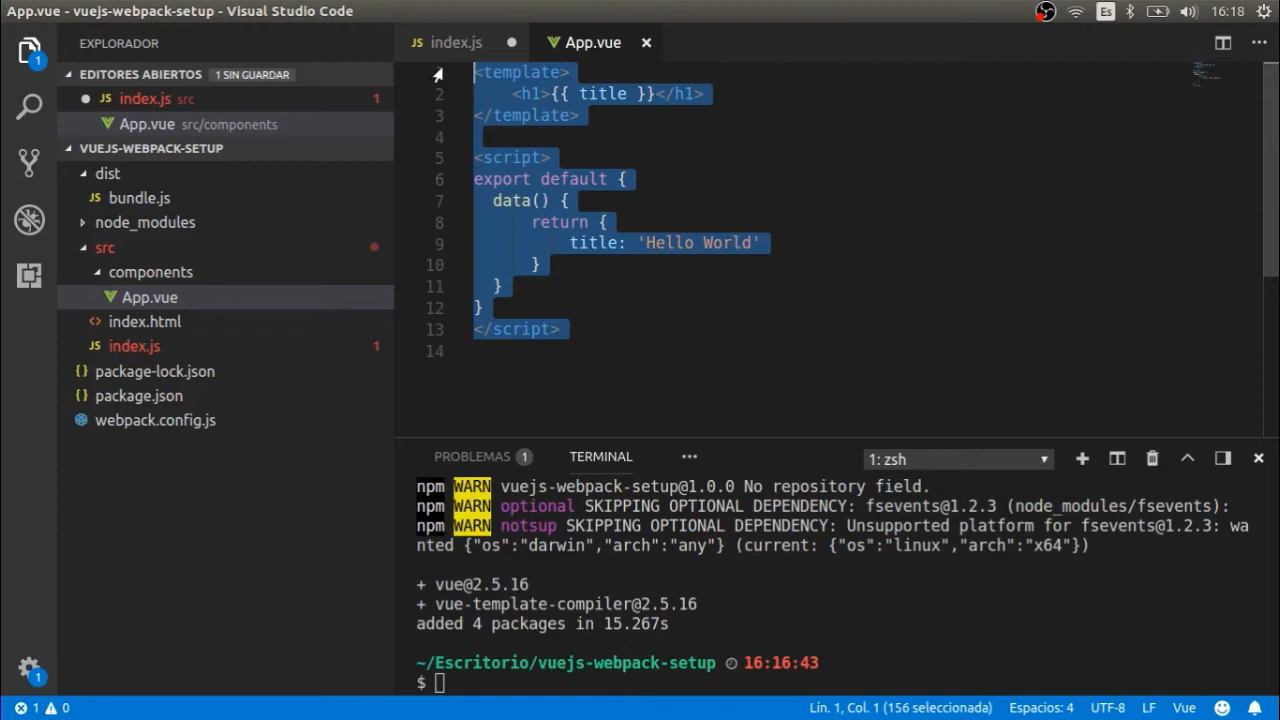 App.vue - vuejs-webpack-setup - Visual Studio Code
Es
16:18
EXPLORADOR
EDITORES ABIERTOS 1 SIN GUARDAR
JS index.js src 1
App.vue src/components
VUEJS-WEBPACK-SETUP
dist
JS bundle.js
node_modules
src
components
App.vue
<> index.html
JS index.js 1
{} package-lock.json
{} package.json
webpack.config.js
1
1
JS index.js
App.vue
<template>
2 <h1>{{ title }}</h1>
3 </template>
4
5 <script>
6 export default {
7 data() {
8 return {
9 title: 'Hello World'
10 }
11 }
12 }
13 </script>
14
PROBLEMAS 1 TERMINAL ... 1: zsh
npm WARN vuejs-webpack-setup@1.0.0 No repository field.
npm WARN optional SKIPPING OPTIONAL DEPENDENCY: fsevents@1.2.3 (node_modules/fsevents):
npm WARN notsup SKIPPING OPTIONAL DEPENDENCY: Unsupported platform for fsevents@1.2.3: wa
nted {"os":"darwin","arch":"any"} (current: {"os":"linux","arch":"x64"})
+ vue@2.5.16
+ vue-template-compiler@2.5.16
added 4 packages in 15.267s
~/Escritorio/vuejs-webpack-setup 16:16:43
$
1 0
Lín. 1, Col. 1 (156 seleccionada) Espacios: 4 UTF-8 LF Vue